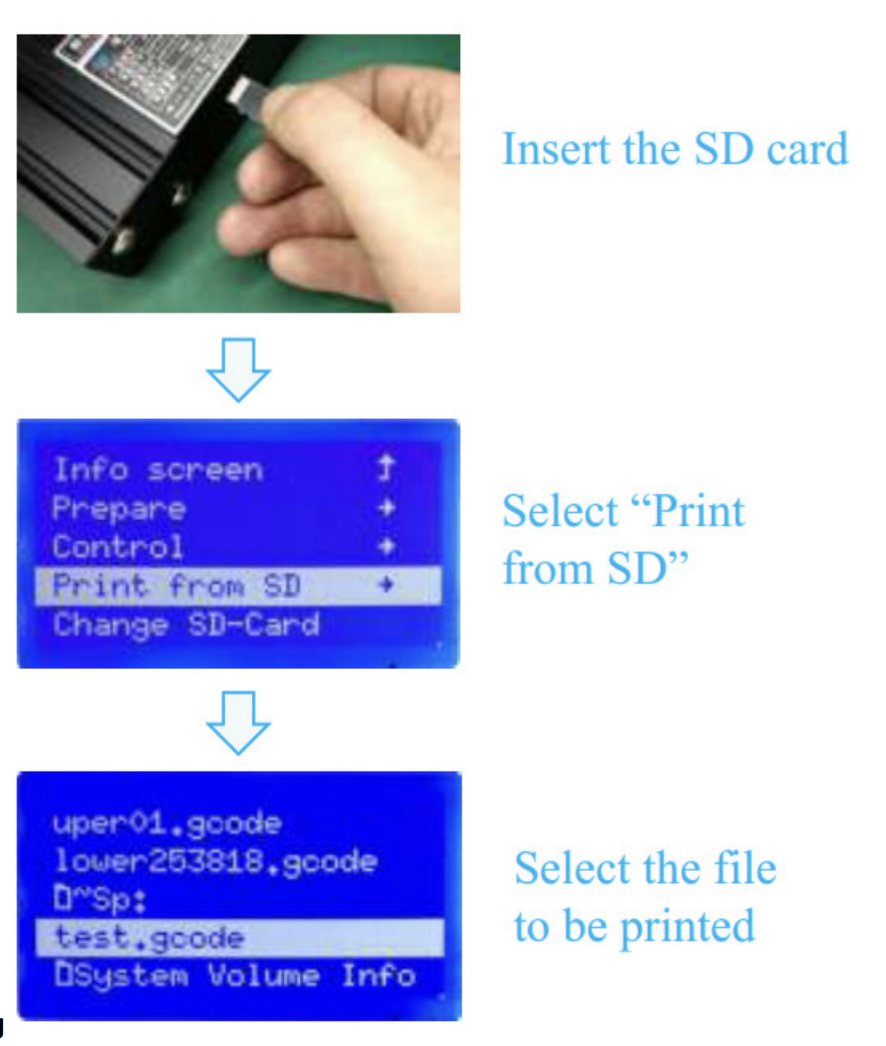 Insert the SD card
Info screen
Prepare
Control
Print from SD
Change SD-Card
Select “Print
from SD”
uper01.gcode
lower253818.gcode
~Sp:
test.gcode
System Volume Info
Select the file
to be printed